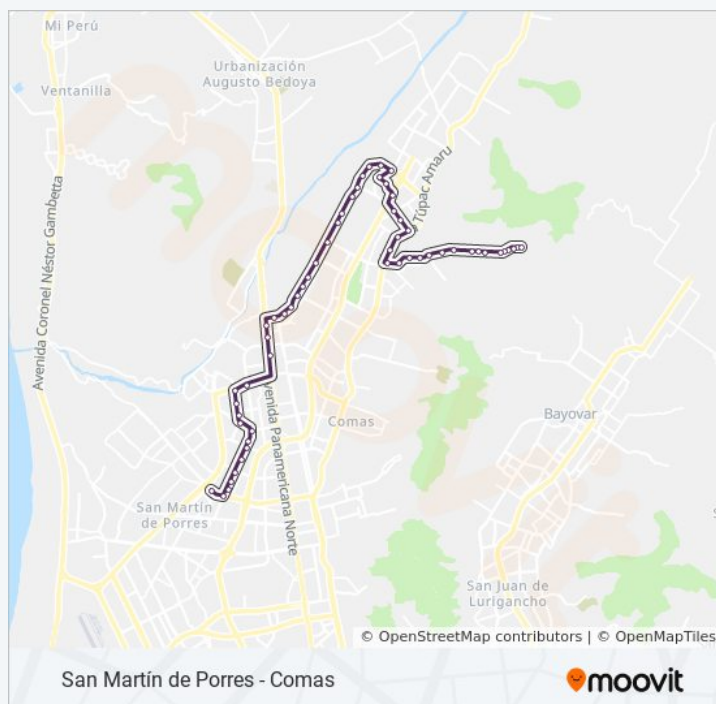 Mi Perú
Urbanización
Augusto Bedoya
Ventanilla
Avenida Coronel Néstor Gambetta
Túpac Amaru
Bayovar
Comas
Avenida Panamericana Norte
San Martín
de Porres
San Juan de
Lurigancho
© OpenStreetMap contributors | © OpenMapTiles
San Martín de Porres - Comas
moovit